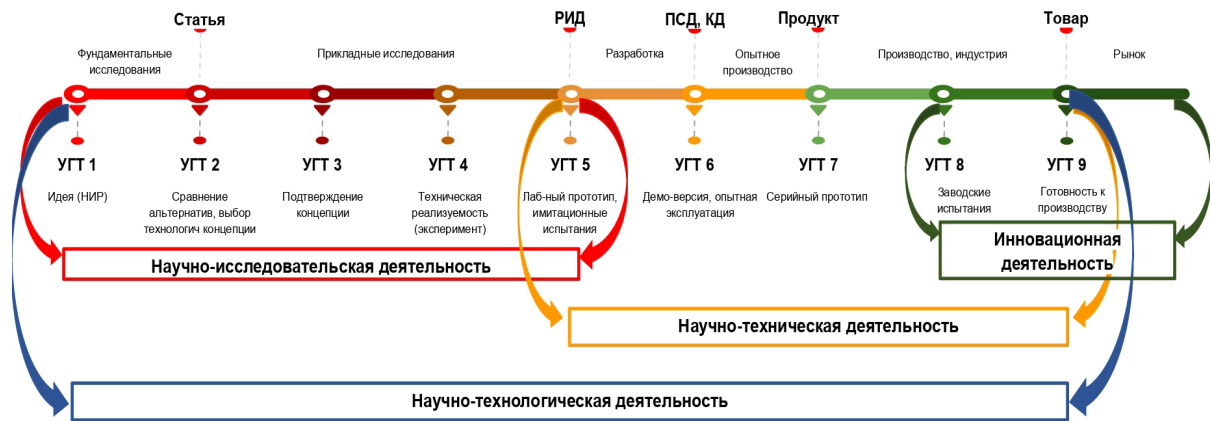 Статья
РИД
ПСД, КД
Продукт
Товар
Фундаментальные
исследования
Прикладные исследования
Разработка
Опытное
производство
Производство, индустрия
Рынок
УГТ 1
УГТ 2
УГТ 3
УГТ 4
УГТ 5
УГТ 6
УГТ 7
УГТ 8
УГТ 9
Идея (НИР)
Сравнение
альтернатив, выбор
технологич концепции
Подтверждение
концепции
Техническая
реализуемость
(эксперимент)
Лаб-ный прототип,
имитационные
испытания
Демо-версия, опытная
эксплуатация
Серийный прототип
Заводские
испытания
Готовность к
производству
Научно-исследовательская деятельность
Инновационная
деятельность
Научно-техническая деятельность
Научно-технологическая деятельность